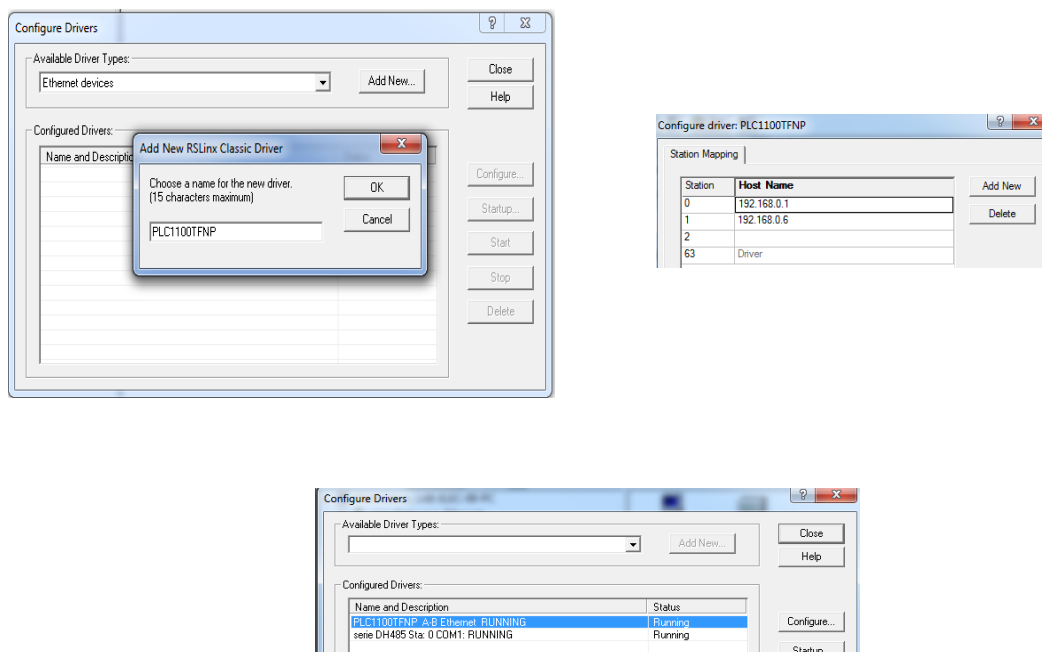 Configure Drivers
Available Driver Types:
Ethernet devices
Add New...
Close
Help
Configured Drivers:
Name and Descriptio
Add New RSLinx Classic Driver
Choose a name for the new driver.
(15 characters maximum)
PLC1100TFNP
OK
Cancel
Configure...
Startup...
Start
Stop
Delete
Configure driver: PLC1100TFNP
Station Mapping
Station Host Name
0 192.168.0.1
1 192.168.0.6
2
63 Driver
Add New
Delete
Configure Drivers
Available Driver Types:
Add New...
Close
Help
Configured Drivers:
Name and Description Status
PLC1100TFNP A-B Ethernet RUNNING Running
serie DH485 Sta: 0 COM1: RUNNING Running
Configure...
Startup